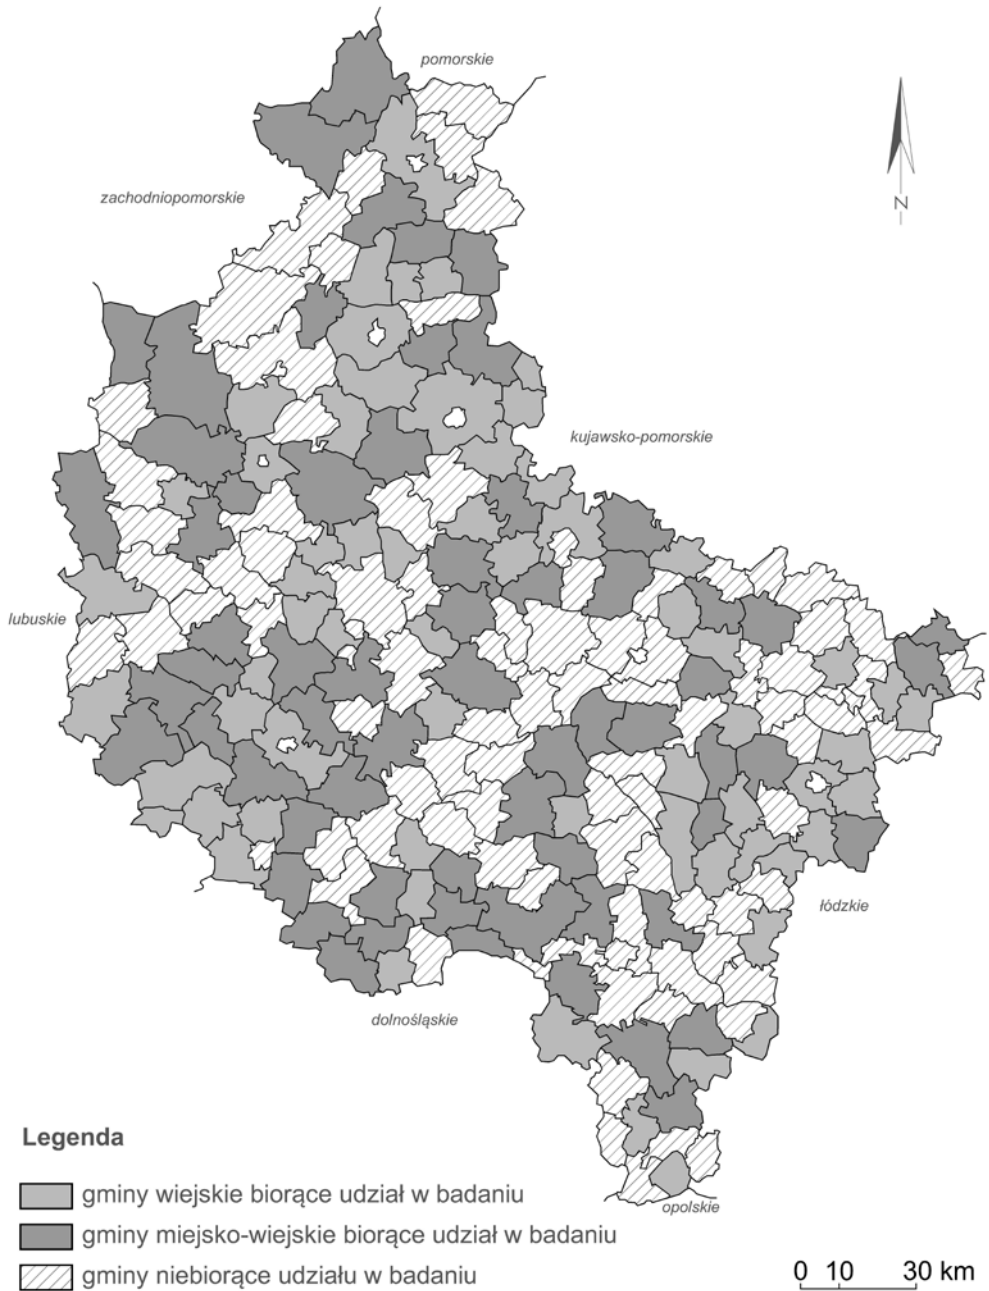 pomorskie
zachodniopomorskie
N
kujawsko-pomorskie
lubuskie
łódzkie
dolnośląskie
Legenda
gminy wiejskie biorące udział w badaniu
gminy miejsko-wiejskie biorące udział w badaniu
gminy niebiorące udziału w badaniu
opolskie
0 10 30 km